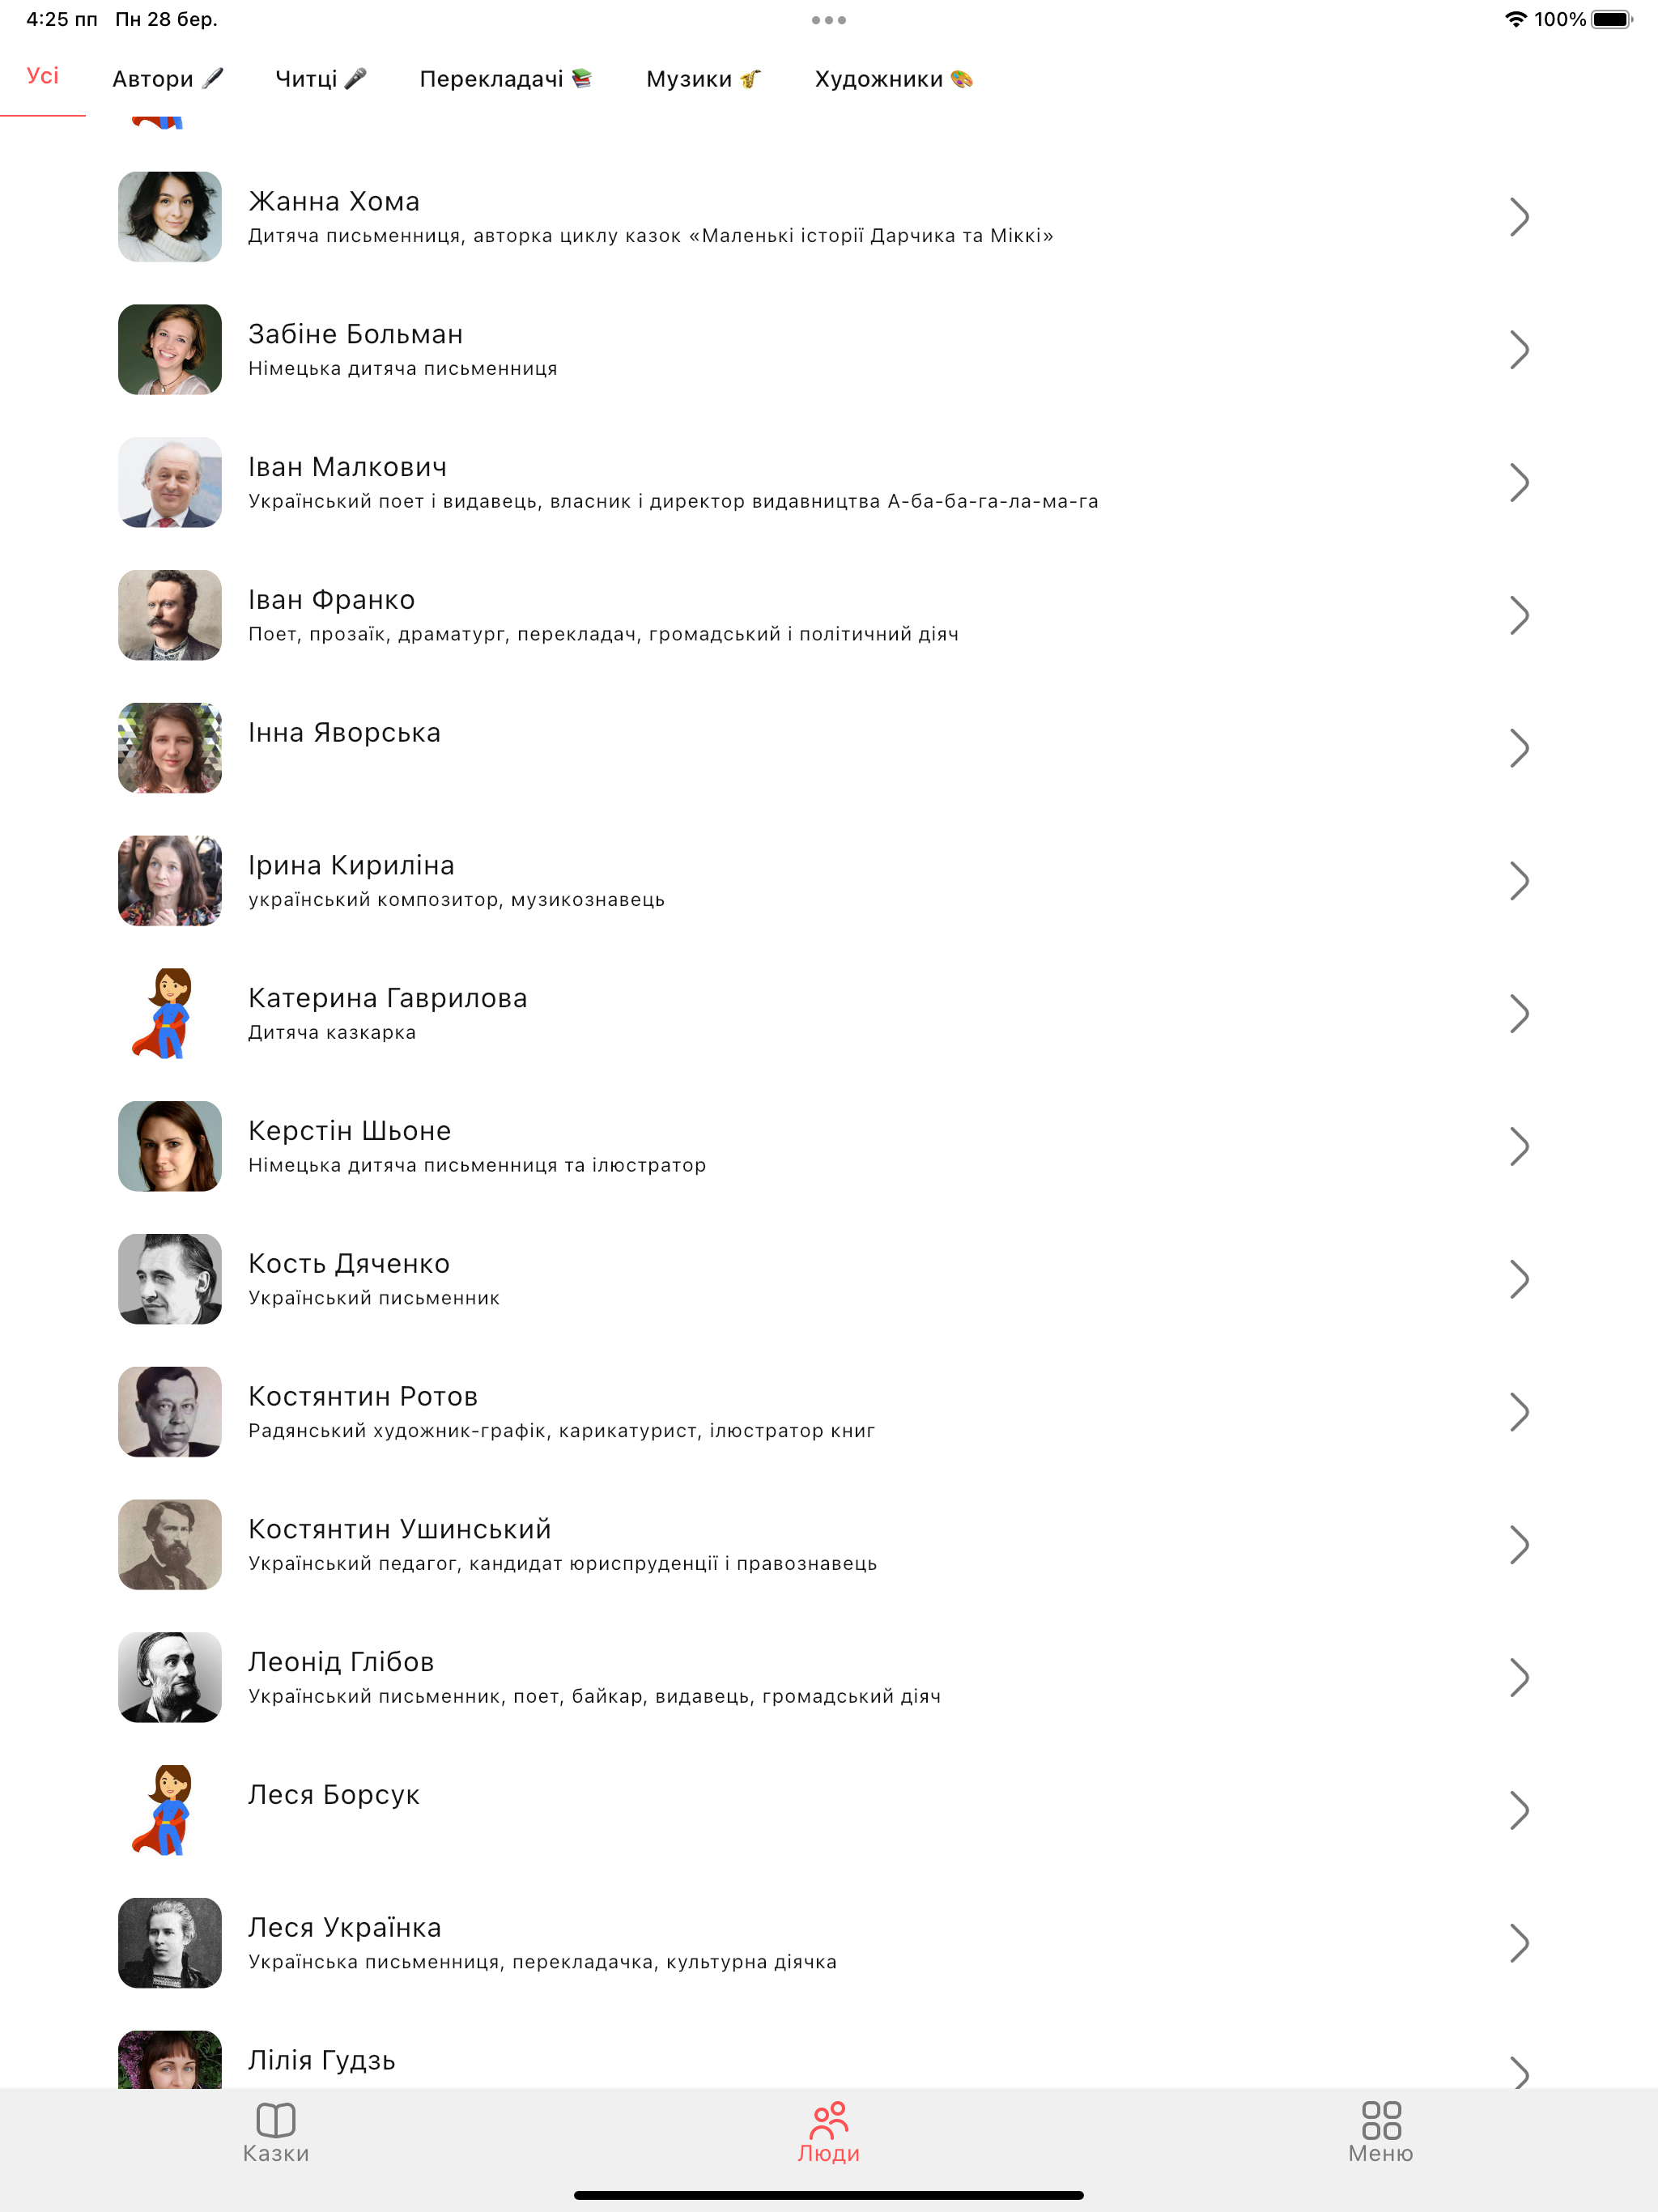 4:25 пп Пн 28 бер.
100%
Усі
Автори
Читці
Перекладачі
Музики
Художники
Жанна Хома
Дитяча письменниця, авторка циклу казок «Маленькі історії Дарчика та Міккі»
Забіне Больман
Німецька дитяча письменниця
Іван Малкович
Український поет і видавець, власник і директор видавництва А-ба-ба-га-ла-ма-га
Іван Франко
Поет, прозаїк, драматург, перекладач, громадський і політичний діяч
Інна Яворська
Ірина Кириліна
український композитор, музикознавець
Катерина Гаврилова
Дитяча казкарка
Керстін Шьоне
Німецька дитяча письменниця та ілюстратор
Кость Дяченко
Український письменник
Костянтин Ротов
Радянський художник-графік, карикатурист, ілюстратор книг
Костянтин Ушинський
Український педагог, кандидат юриспруденції і правознавець
Леонід Глібов
Український письменник, поет, байкар, видавець, громадський діяч
Леся Борсук
Леся Українка
Українська письменниця, перекладачка, культурна діячка
Лілія Гудзь
Казки
Люди
Меню